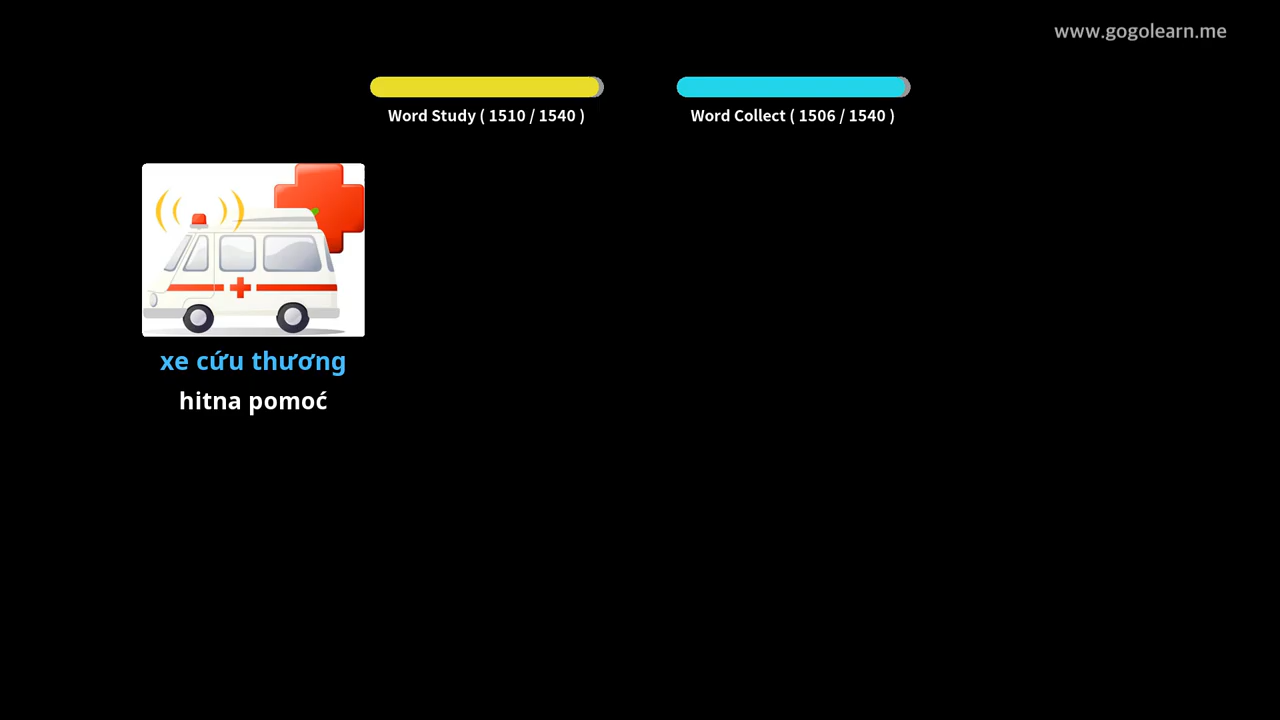 www.gogolearn.me
Word Study ( 1510 / 1540 )
Word Collect ( 1506 / 1540 )
xe cứu thương
hitna pomoć